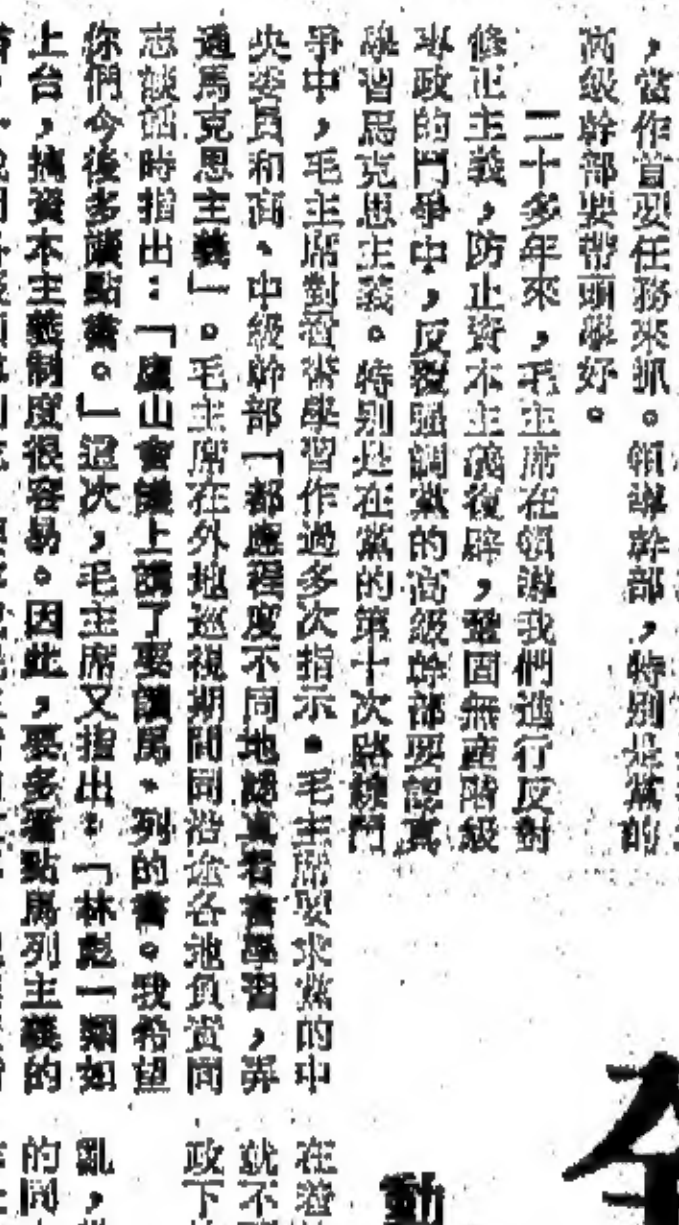 ，當作首要任務來抓。領導幹部，特別是黨的
高級幹部要帶頭學好。
二十多年來，毛主席在領導我們進行反對
修正主義，防止資本主義復辟，鞏固無產階級
專政的鬥爭中，反覆強調黨的高級幹部要認真
學習馬克思主義。特別是在黨的第十次路線鬥
爭中，毛主席對看書學習作過多次指示。毛主席要求黨的中
央委員和高、中級幹部「都應程度不同地認真看書學習，弄
通馬克思主義」。毛主席在外地巡視期間同沿途各地負責同
志談話時指出：「廬山會議上講了要讀馬、列的書。我希望
你們今後多讀點書。」這次，毛主席又指出：「林彪一類如
上台，搞資本主義制度很容易。因此，要多看點馬列主義的
全
動
在
就不
政下
亂，
的同